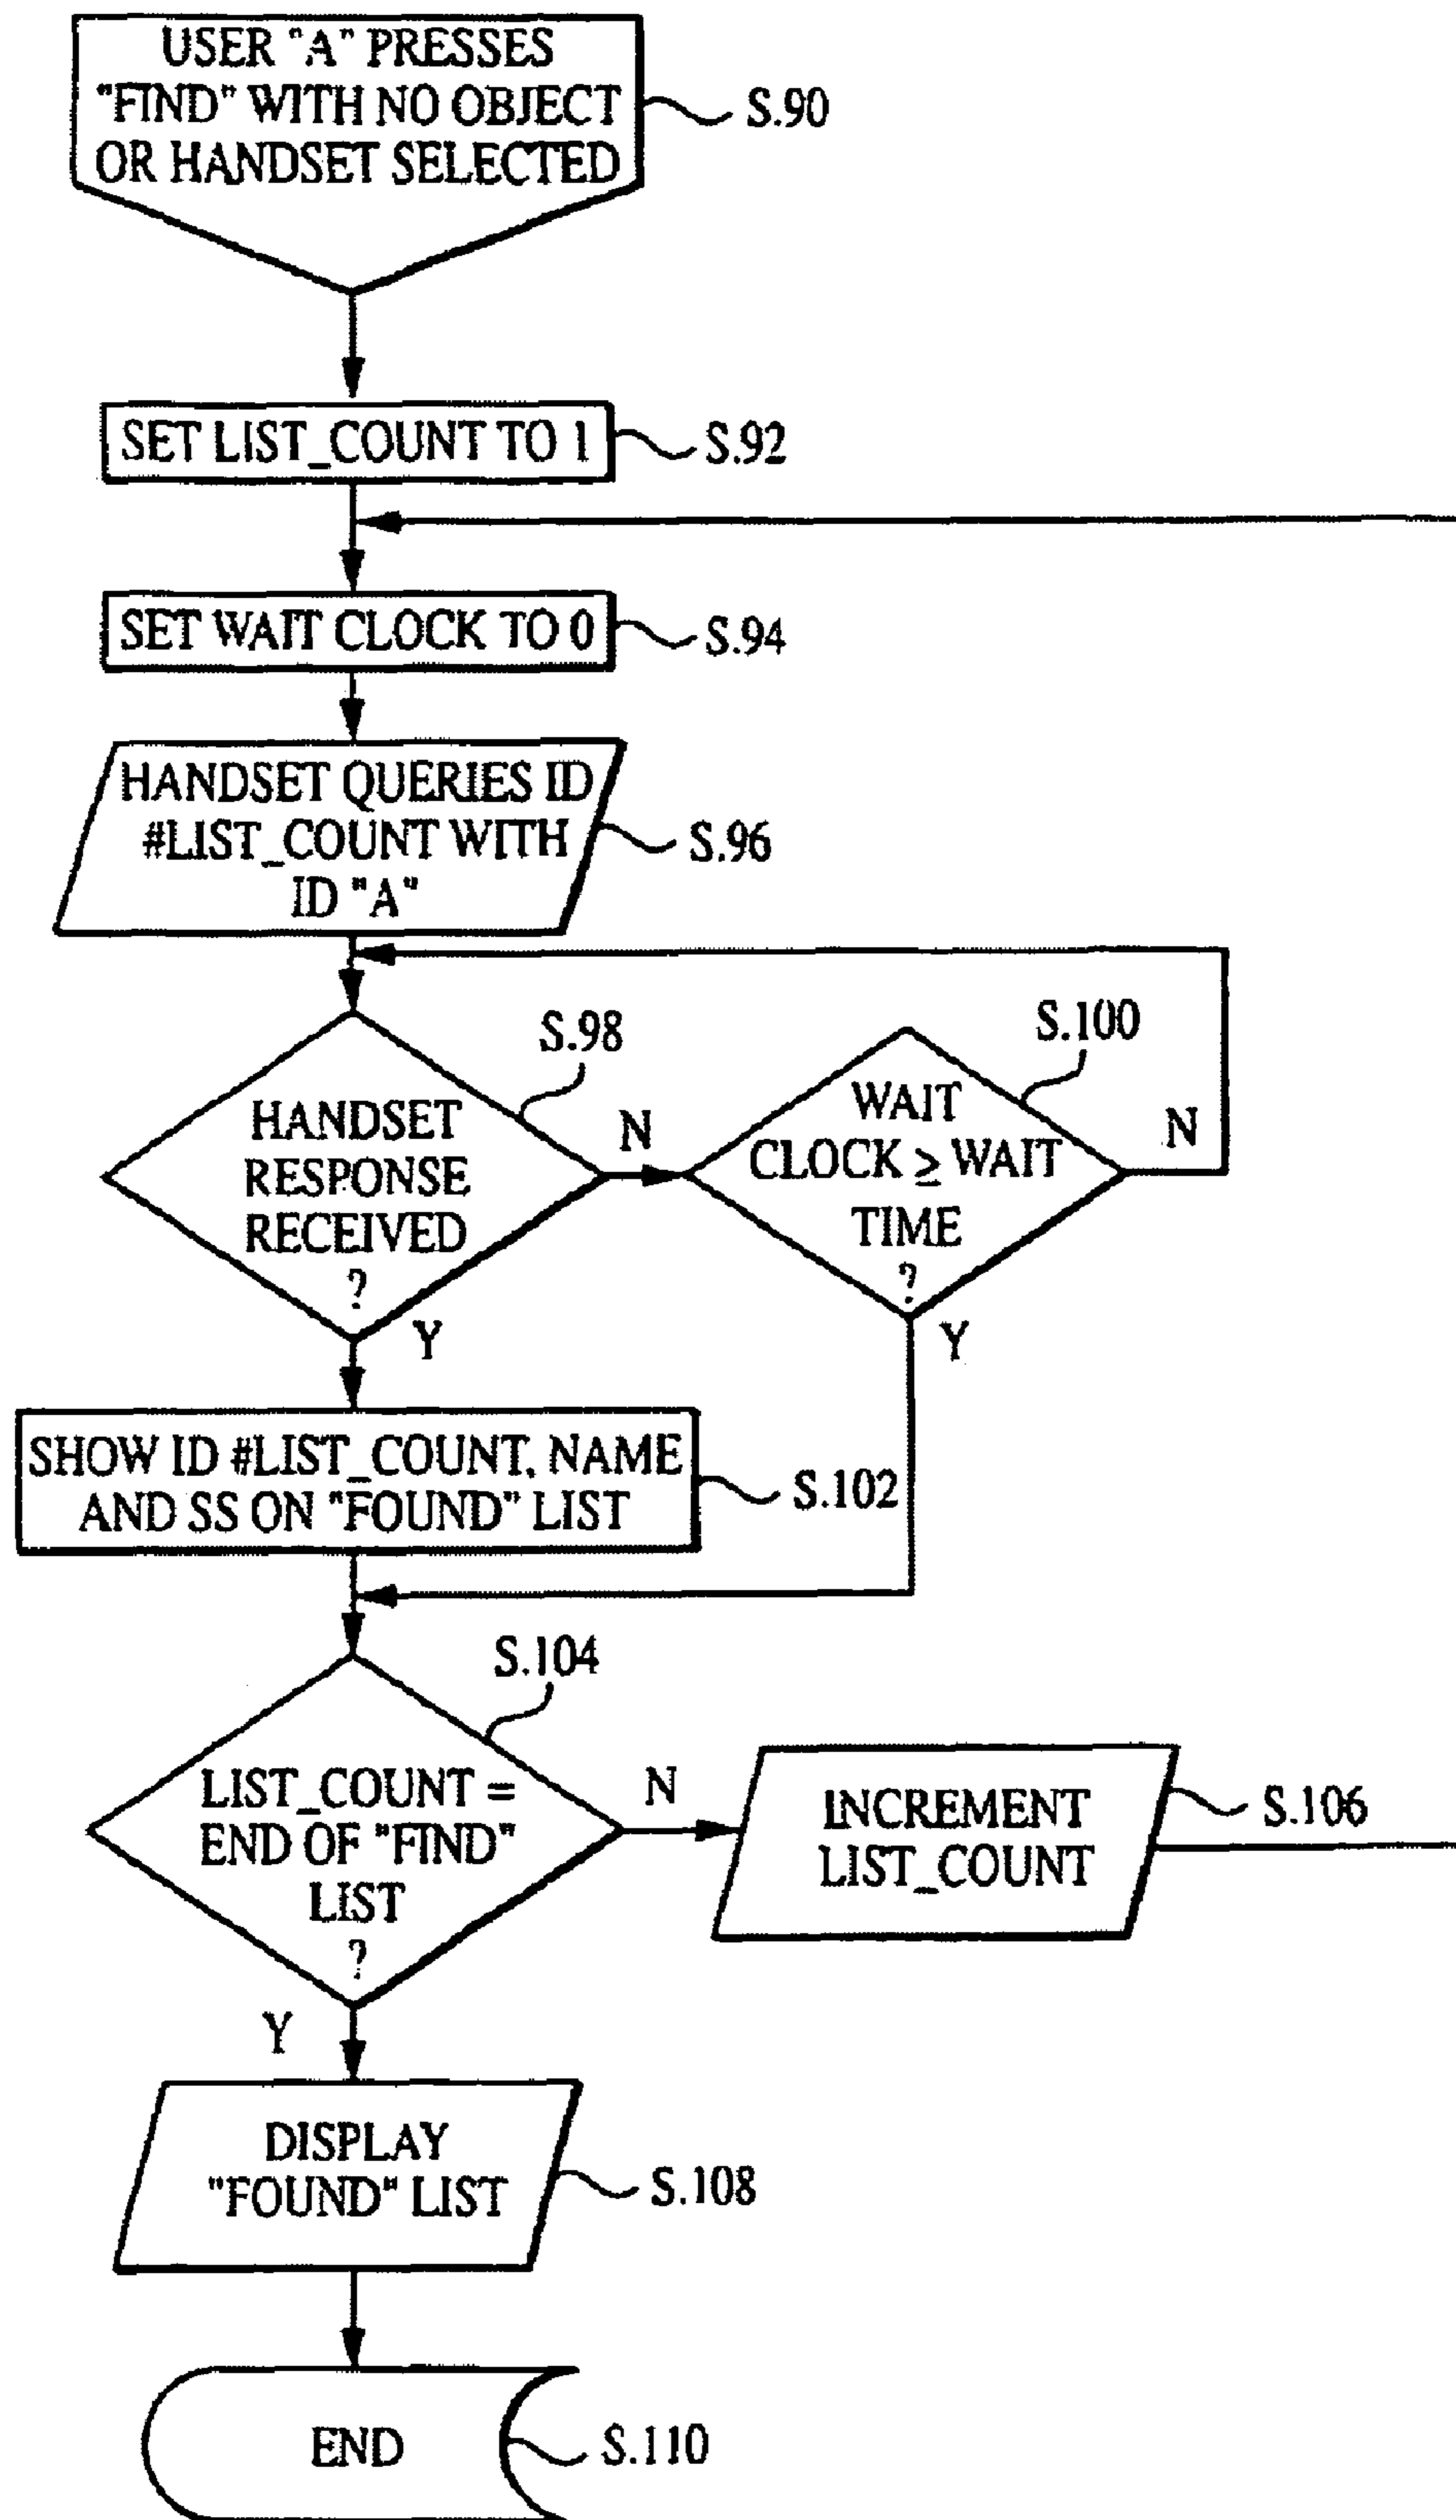 USER "A" PRESSES
"FIND" WITH NO OBJECT
OR HANDSET SELECTED
S.90
SET LIST_COUNT TO 1
S.92
SET WAIT CLOCK TO 0
S.94
HANDSET QUERIES ID
#LIST_COUNT WITH
ID "A"
S.96
HANDSET
RESPONSE
RECEIVED
?
S.98
N
Y
WAIT
CLOCK ≥ WAIT
TIME
?
S.100
N
Y
SHOW ID #LIST_COUNT, NAME
AND SS ON "FOUND" LIST
S.102
LIST_COUNT =
END OF "FIND"
LIST
?
S.104
N
Y
INCREMENT
LIST_COUNT
S.106
DISPLAY
"FOUND" LIST
S.108
END
S.110